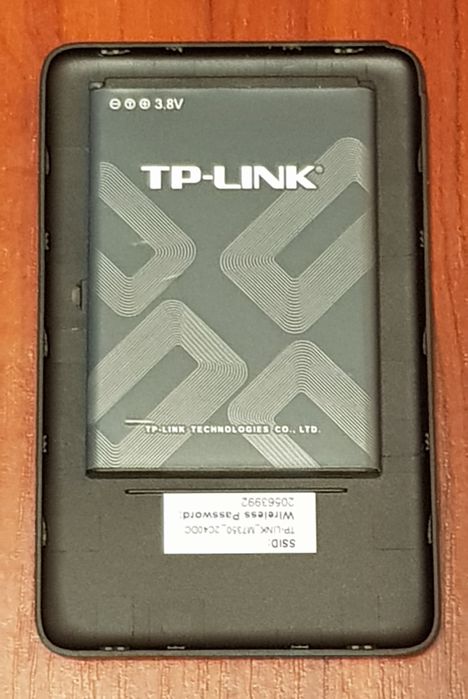 3.8V
TP-LINK®
TP-LINK TECHNOLOGIES CO., LTD.
SSID:
TP-LINK_M7350_2C40DC
Wireless Password:
20563992